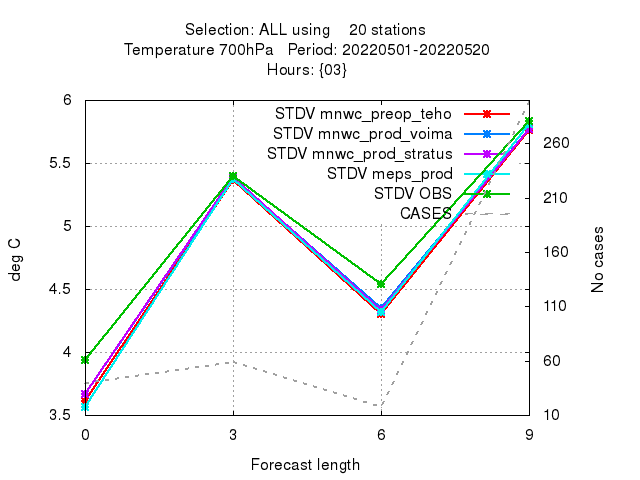 Selection: ALL using 20 stations
Temperature 700hPa Period: 20220501-20220520
Hours: {03}
STDV mnwc_preop_teho
STDV mnwc_prod_voima
STDV mnwc_prod_stratus
STDV meps_prod
STDV OBS
CASES
6
5.5
5
4.5
4
3.5
deg C
260
210
160
110
60
10
No cases
0 3 6 9
Forecast length